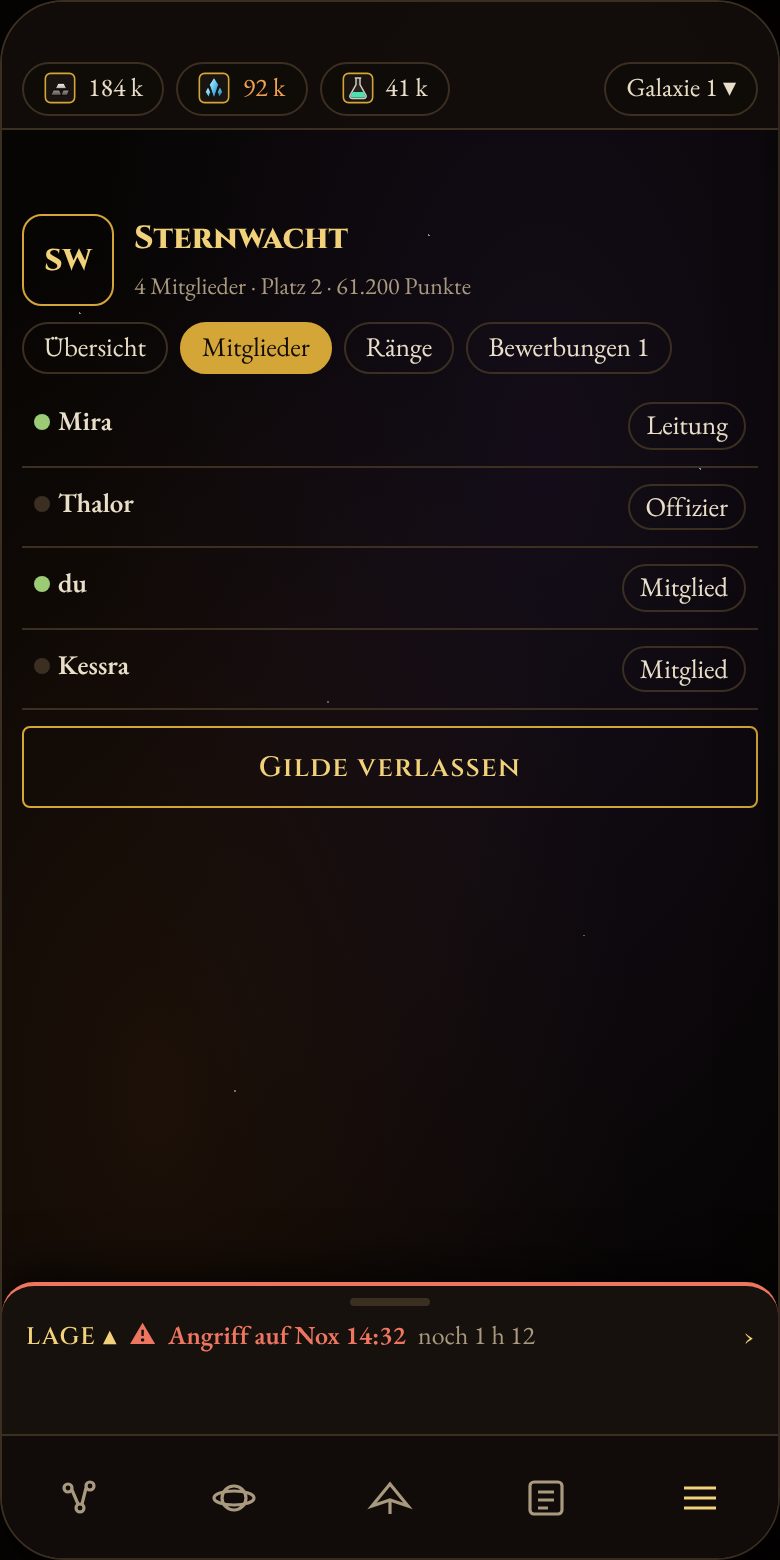 184 k 92 k 41 k Galaxie 1 ▼
SW
Sternwacht
4 Mitglieder · Platz 2 · 61.200 Punkte
Übersicht Mitglieder Ränge Bewerbungen 1
Mira Leitung
Thalor Offizier
du Mitglied
Kessra Mitglied
Gilde verlassen
LAGE ▲ Angriff auf Nox 14:32 noch 1 h 12 ›